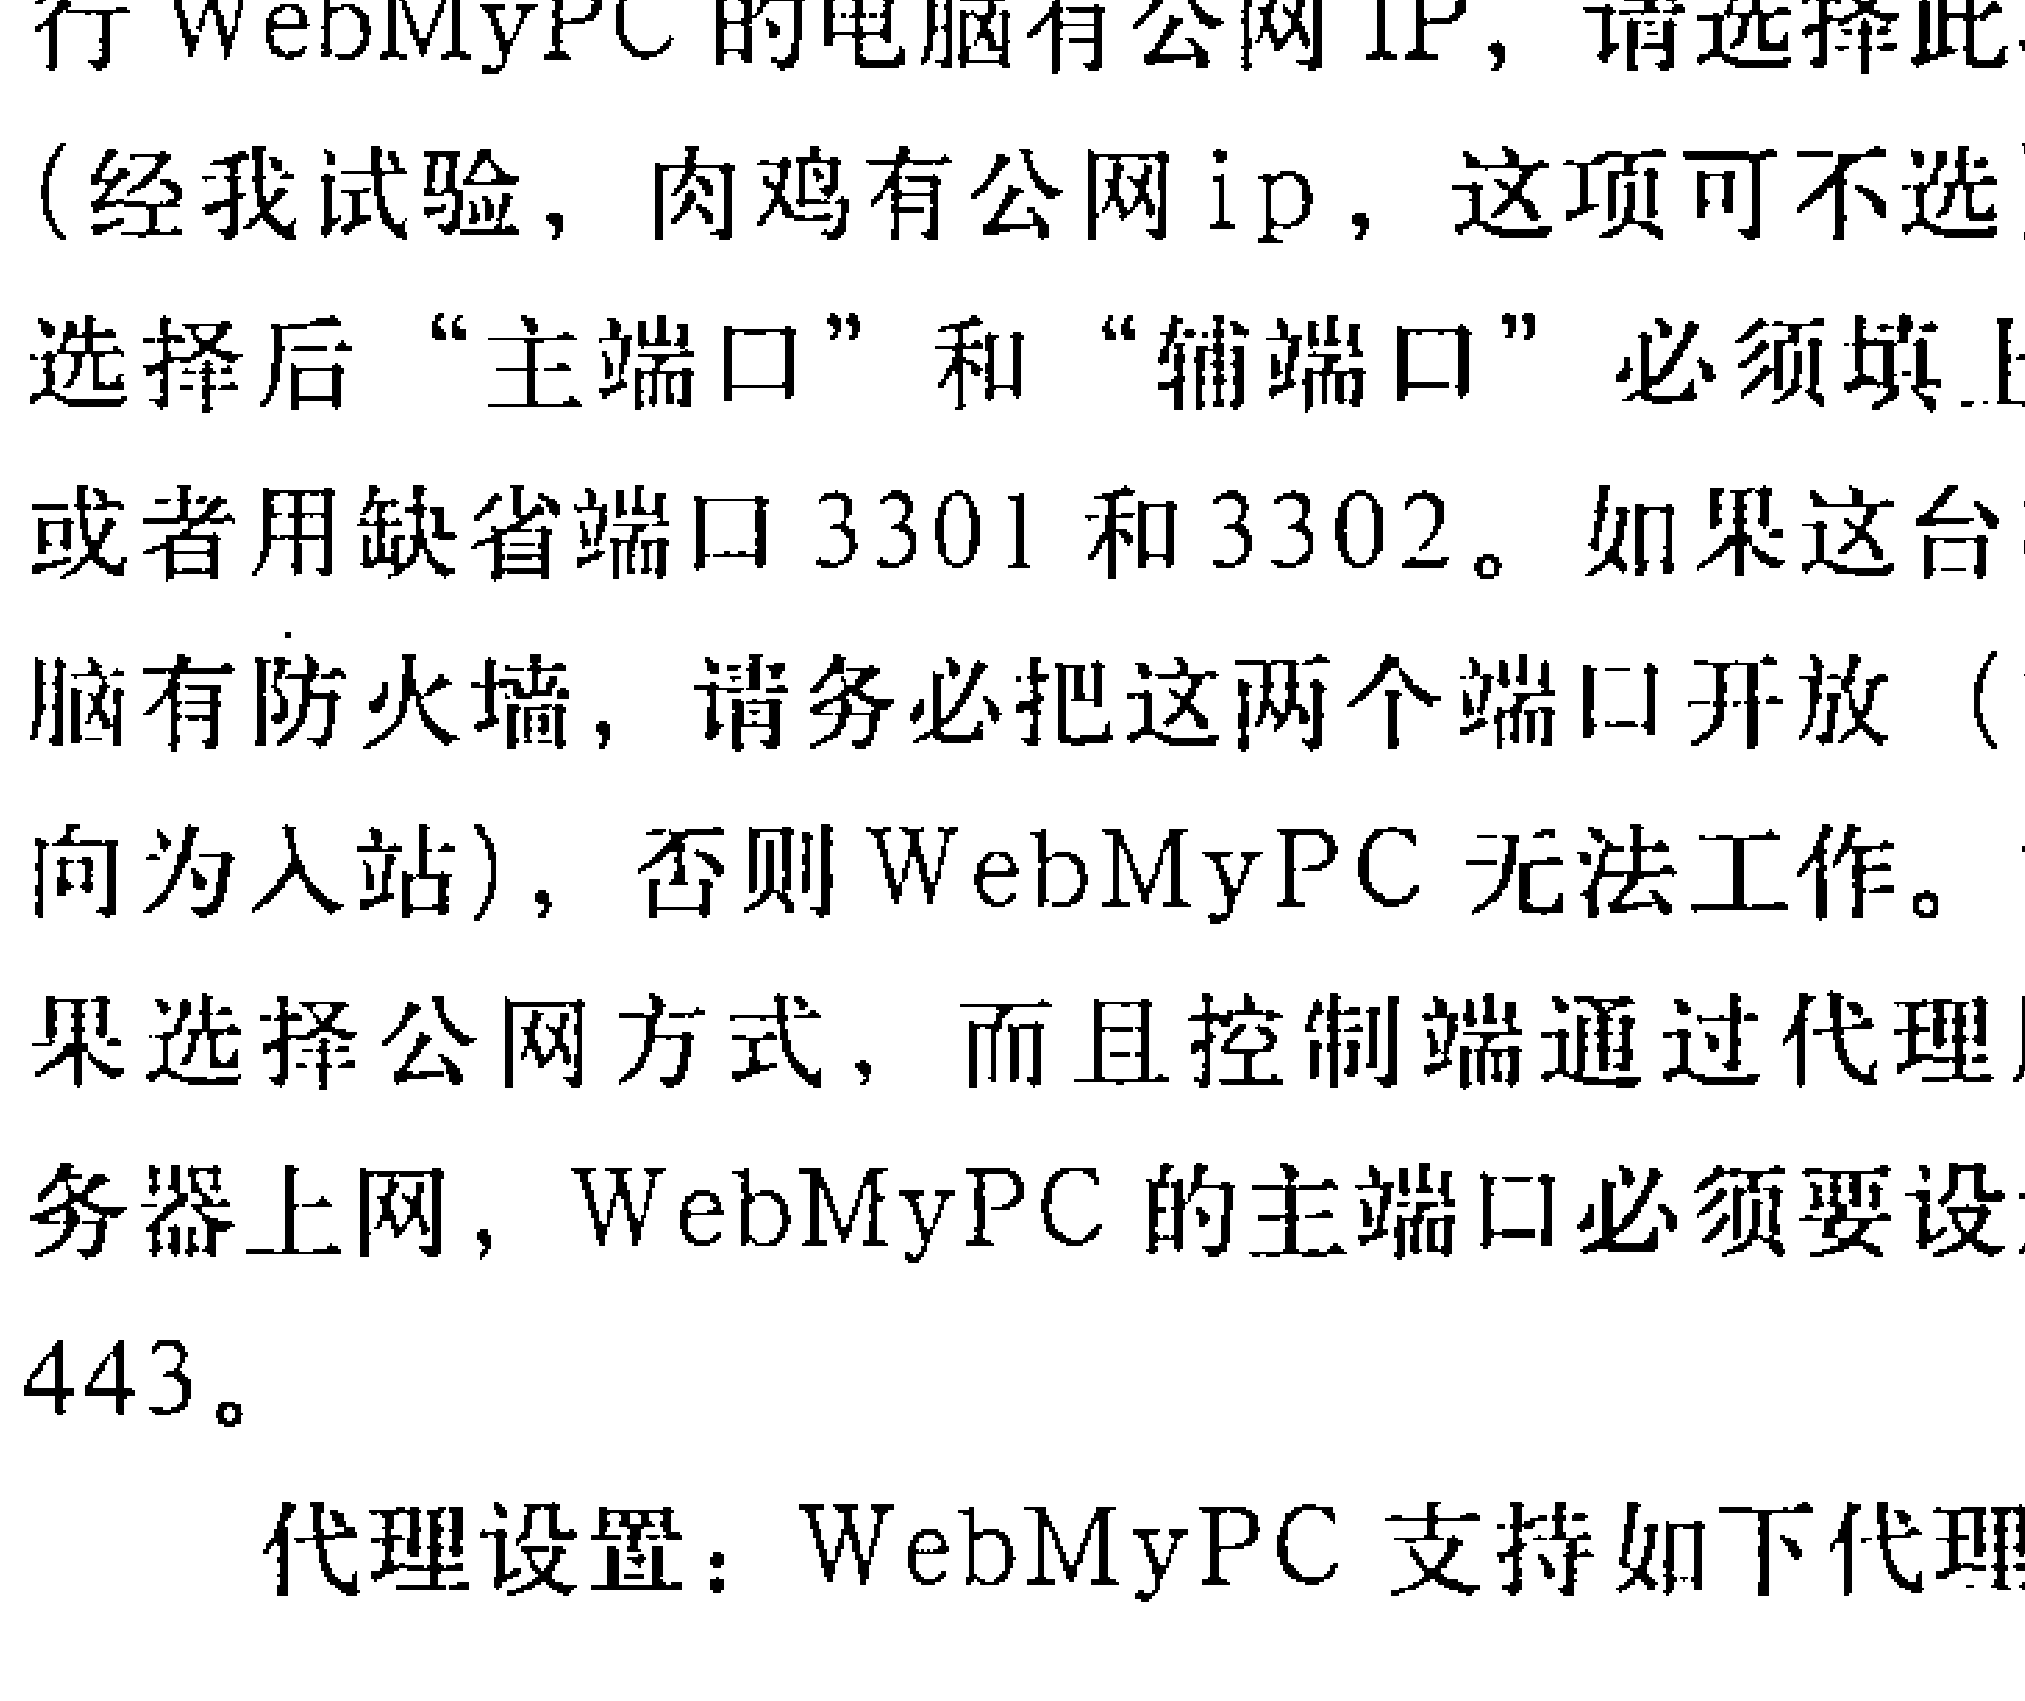 行 WebMyPC 的电脑有公网 IP，请选择此
(经我试验，肉鸡有公网ip，这项可不选)
选择后“主端口”和“辅端口”必须填上
或者用缺省端口 3301 和 3302。如果这台
脑有防火墙，请务必把这两个端口开放（
向为入站)，否则 WebMyPC 无法工作。
果选择公网方式，而且控制端通过代理
务器上网，WebMyPC 的主端口必须要设
443。
代理设置：WebMyPC 支持如下代理